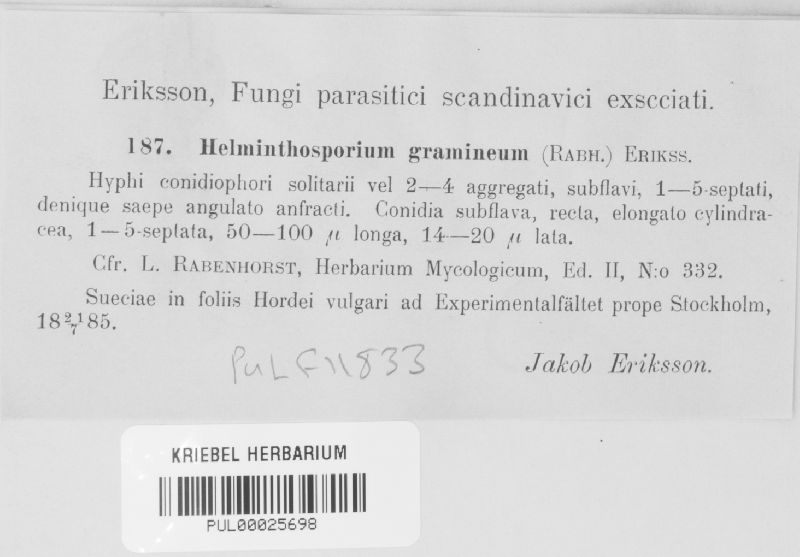 Eriksson, Fungi parasitici scandinavici exscciati.
187. Helminthosporium gramineum (RABH.) ERIKSS.
Hyphi conidiophori solitarii vel 2—4 aggregati, subflavi, 1—5-septati,
denique saepe angulato anfracti. Conidia subflava, recta, elongato cylindra-
cea, 1—5-septata, 50—100 µ longa, 14—20 µ lata.
Cfr. L. RABENHORST, Herbarium Mycologicum, Ed. II, N:o 332.
Sueciae in foliis Hordei vulgari ad Experimentalfältet prope Stockholm,
18 21/7 85.
PuL F11833
Jakob Eriksson.
KRIEBEL HERBARIUM
PUL00025698